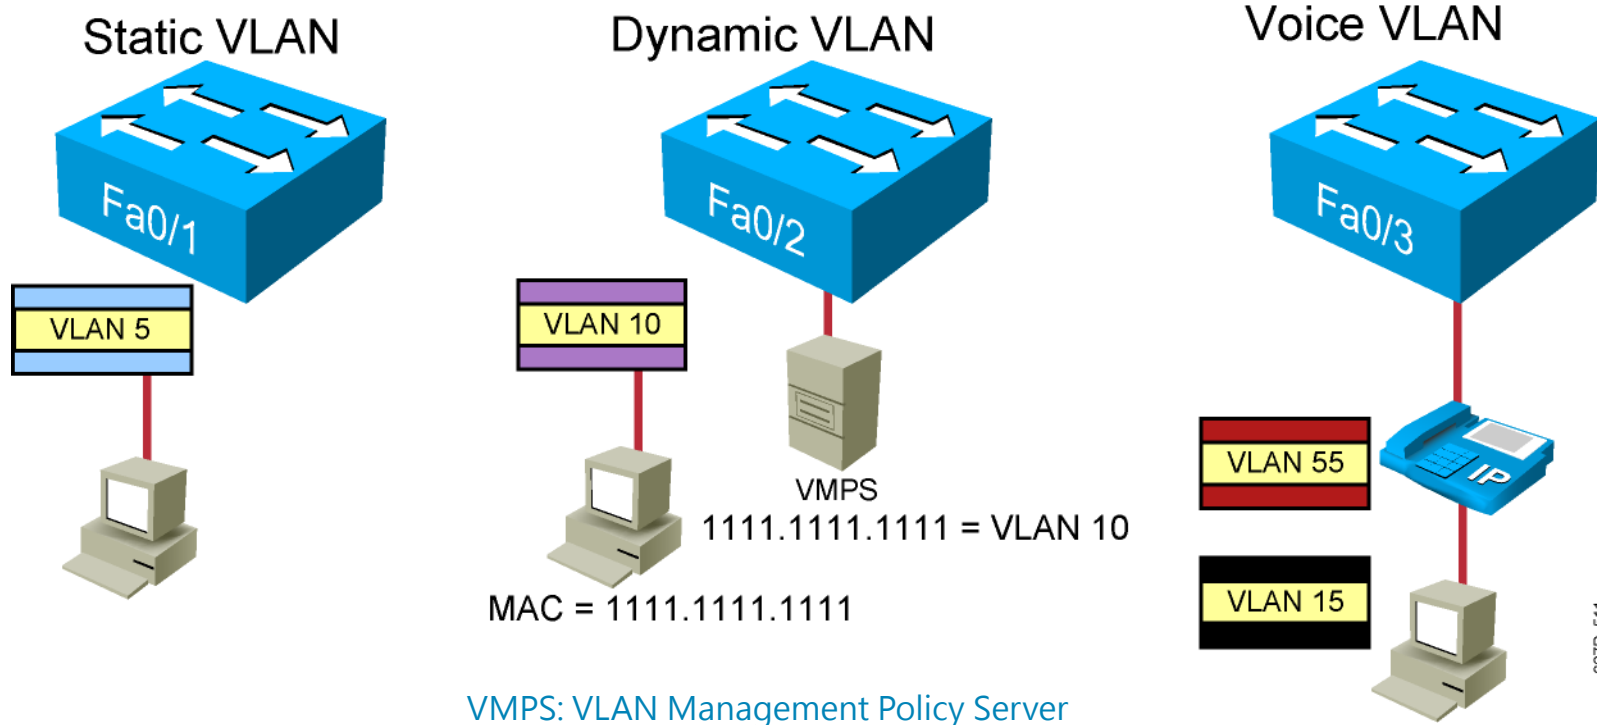 Static VLAN
Dynamic VLAN
Voice VLAN
Fa0/1
Fa0/2
Fa0/3
VLAN 5
VLAN 10
VMPS
1111.1111.1111 = VLAN 10
MAC = 1111.1111.1111
VLAN 55
IP
VLAN 15
VMPS: VLAN Management Policy Server